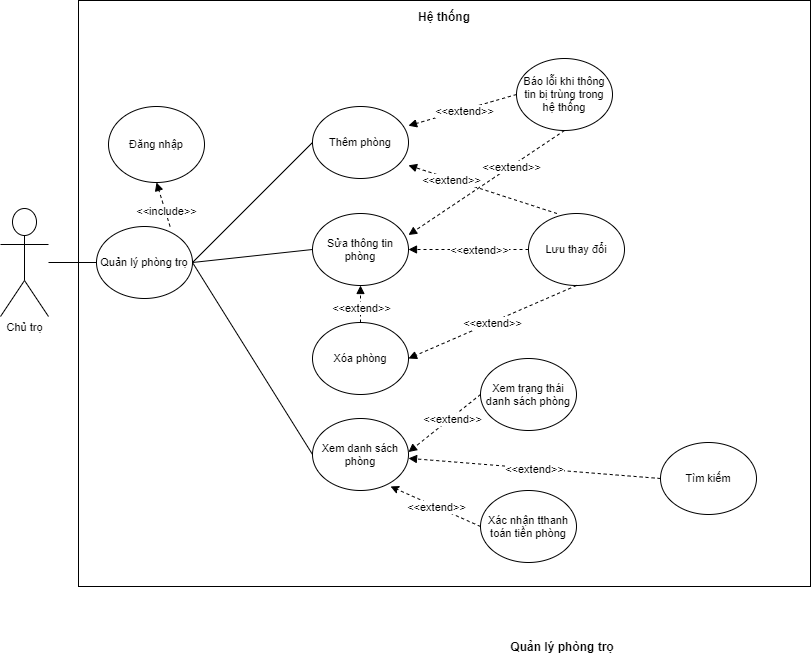 Hệ thống
Báo lỗi khi thông
tin bị trùng trong
hệ thống
<<extend>>
Đăng nhập
Thêm phòng
<<extend>>
<<extend>>
<<include>>
Sửa thông tin
phòng
<<extend>>
Lưu thay đổi
Quản lý phòng trọ
Chủ trọ
<<extend>>
<<extend>>
Xóa phòng
Xem trạng thái
danh sách phòng
<<extend>>
Xem danh sách
phòng
<<extend>>
Tìm kiếm
<<extend>>
Xác nhận tthanh
toán tiền phòng
Quản lý phòng trọ